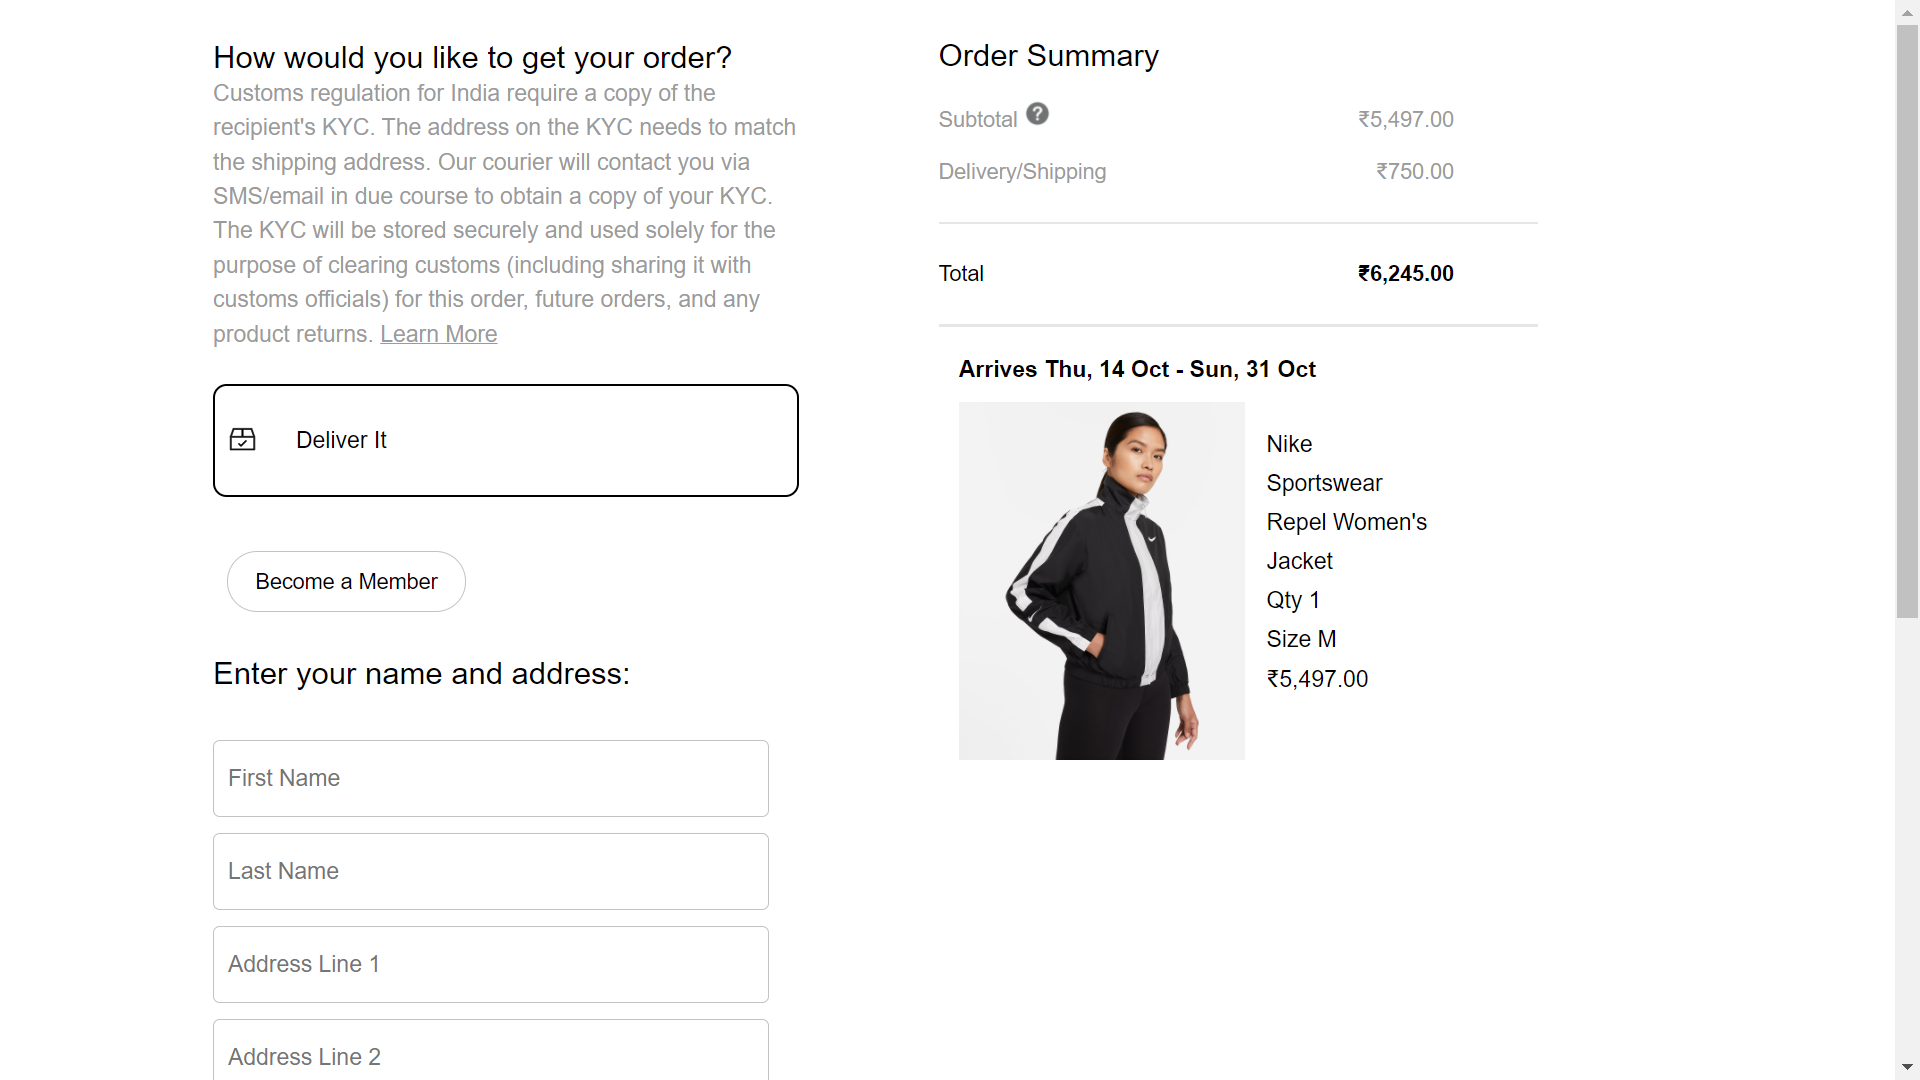 How would you like to get your order?
Customs regulation for India require a copy of the
recipient's KYC. The address on the KYC needs to match
the shipping address. Our courier will contact you via
SMS/email in due course to obtain a copy of your KYC.
The KYC will be stored securely and used solely for the
purpose of clearing customs (including sharing it with
customs officials) for this order, future orders, and any
product returns. Learn More
Deliver It
Become a Member
Enter your name and address:
First Name
Last Name
Address Line 1
Address Line 2
Order Summary
Subtotal ? ₹5,497.00
Delivery/Shipping ₹750.00
Total ₹6,245.00
Arrives Thu, 14 Oct - Sun, 31 Oct
Nike
Sportswear
Repel Women's
Jacket
Qty 1
Size M
₹5,497.00